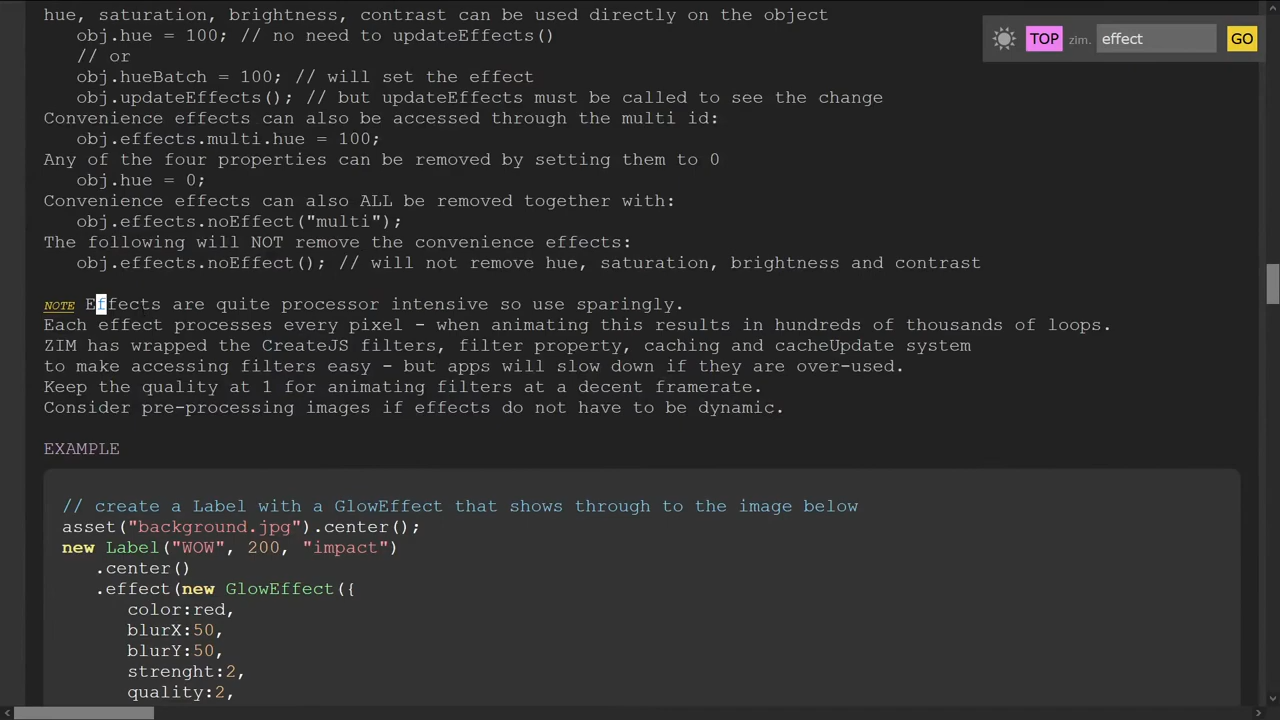 hue, saturation, brightness, contrast can be used directly on the object
obj.hue = 100; // no need to updateEffects()
// or
obj.hueBatch = 100; // will set the effect
obj.updateEffects(); // but updateEffects must be called to see the change
Convenience effects can also be accessed through the multi id:
obj.effects.multi.hue = 100;
Any of the four properties can be removed by setting them to 0
obj.hue = 0;
Convenience effects can also ALL be removed together with:
obj.effects.noEffect("multi");
The following will NOT remove the convenience effects:
obj.effects.noEffect(); // will not remove hue, saturation, brightness and contrast
NOTE Effects are quite processor intensive so use sparingly.
Each effect processes every pixel - when animating this results in hundreds of thousands of loops.
ZIM has wrapped the CreateJS filters, filter property, caching and cacheUpdate system
to make accessing filters easy - but apps will slow down if they are over-used.
Keep the quality at 1 for animating filters at a decent framerate.
Consider pre-processing images if effects do not have to be dynamic.
EXAMPLE
// create a Label with a GlowEffect that shows through to the image below
asset("background.jpg").center();
new Label("WOW", 200, "impact")
.center()
.effect(new GlowEffect({
color:red,
blurX:50,
blurY:50,
strenght:2,
quality:2,
TOP zim. effect GO